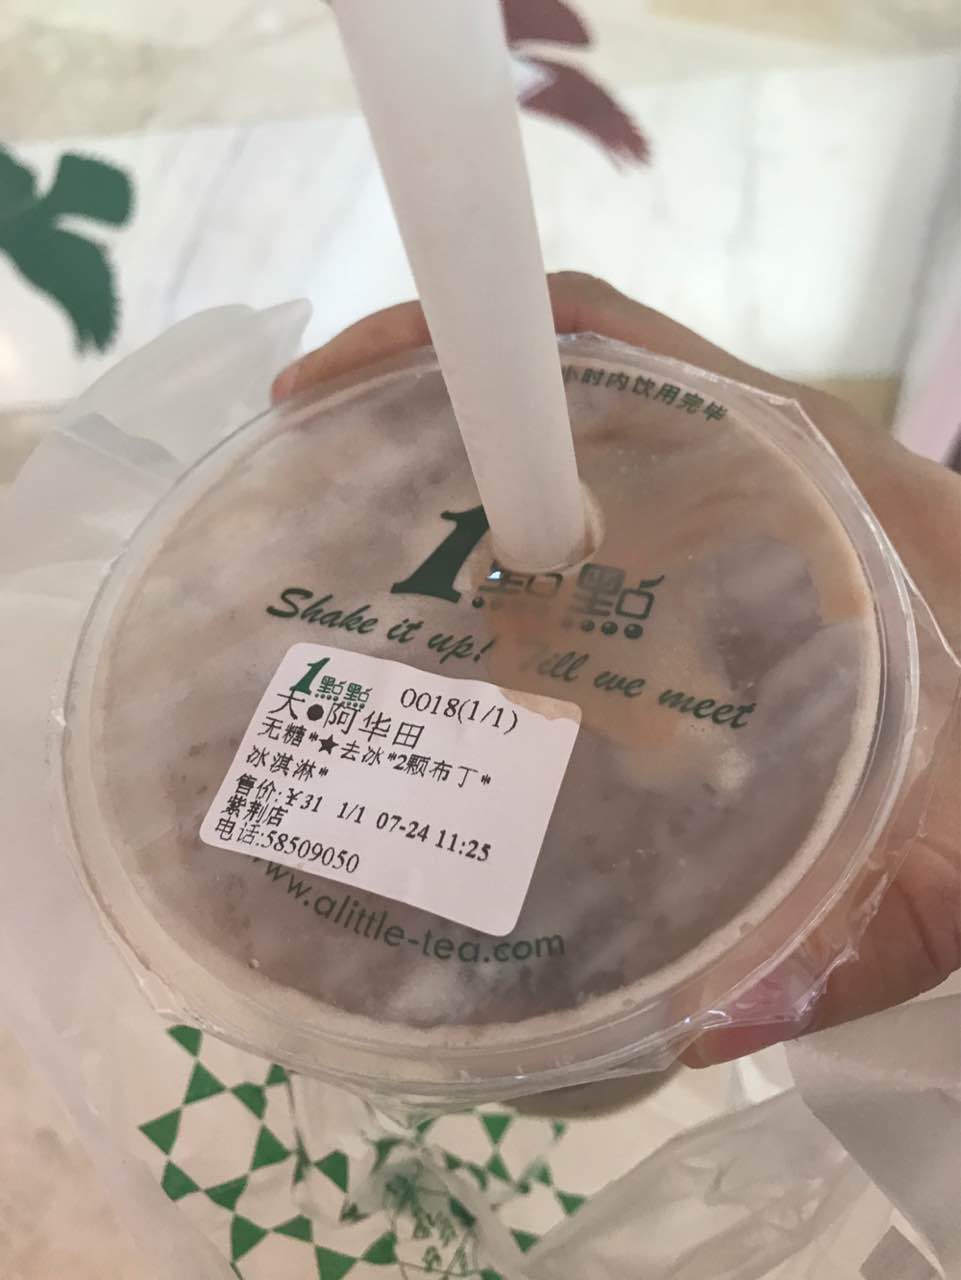 小时内饮用完毕
1點點
Shake it up! Till we meet
1點點 0018(1/1)
大●阿华田
无糖*★去冰*2颗布丁*
冰淇淋*
售价:¥31 1/1 07-24 11:25
紫荆店
电话:58509050
www.alittle-tea.com